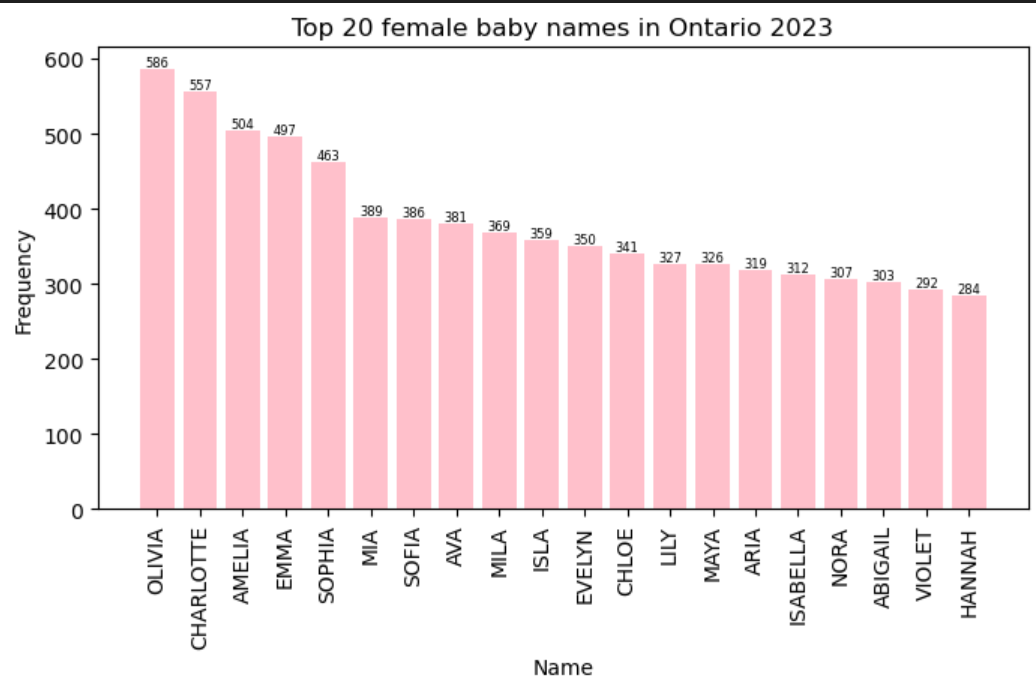 Top 20 female baby names in Ontario 2023
Frequency
600
500
400
300
200
100
0
586
557
504
497
463
389
386
381
369
359
350
341
327
326
319
312
307
303
292
284
OLIVIA
CHARLOTTE
AMELIA
EMMA
SOPHIA
MIA
SOFIA
AVA
MILA
ISLA
EVELYN
CHLOE
LILY
MAYA
ARIA
ISABELLA
NORA
ABIGAIL
VIOLET
HANNAH
Name